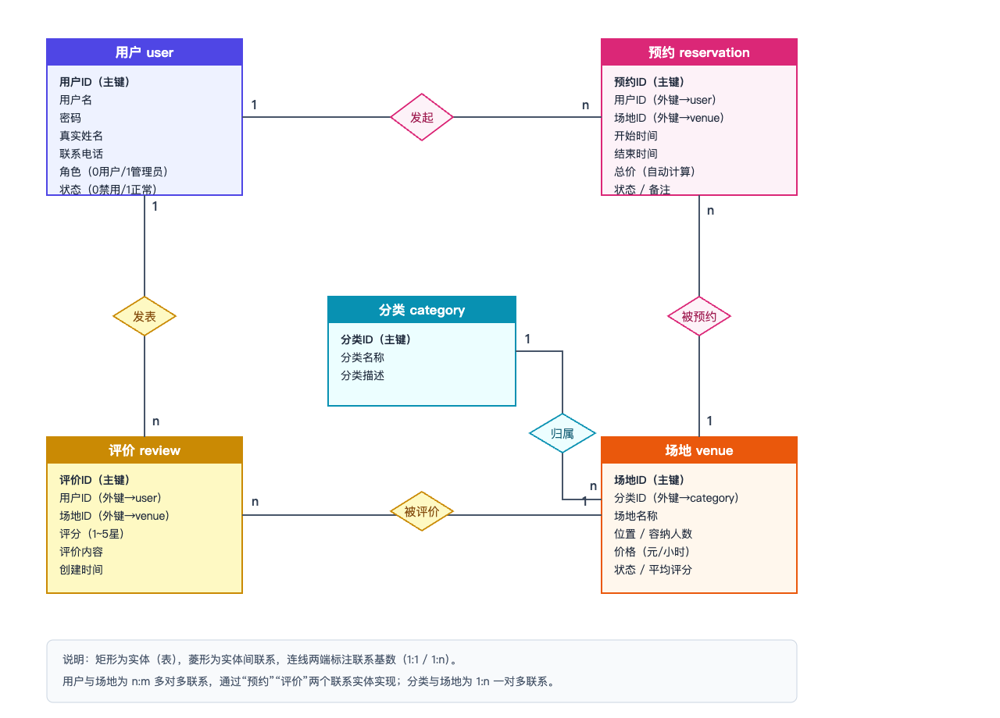 用户 user
用户ID（主键）
用户名
密码
真实姓名
联系电话
角色（0用户/1管理员）
状态（0禁用/1正常）
1
发起
n
预约 reservation
预约ID（主键）
用户ID（外键→user）
场地ID（外键→venue）
开始时间
结束时间
总价（自动计算）
状态 / 备注
1
发表
n
n
被预约
1
分类 category
分类ID（主键）
分类名称
分类描述
1
归属
n
评价 review
评价ID（主键）
用户ID（外键→user）
场地ID（外键→venue）
评分（1~5星）
评价内容
创建时间
n
被评价
1
场地 venue
场地ID（主键）
分类ID（外键→category）
场地名称
位置 / 容纳人数
价格（元/小时）
状态 / 平均评分
说明：矩形为实体（表），菱形为实体间联系，连线两端标注联系基数（1:1 / 1:n）。
用户与场地为 n:m 多对多联系，通过“预约”“评价”两个联系实体实现；分类与场地为 1:n 一对多联系。